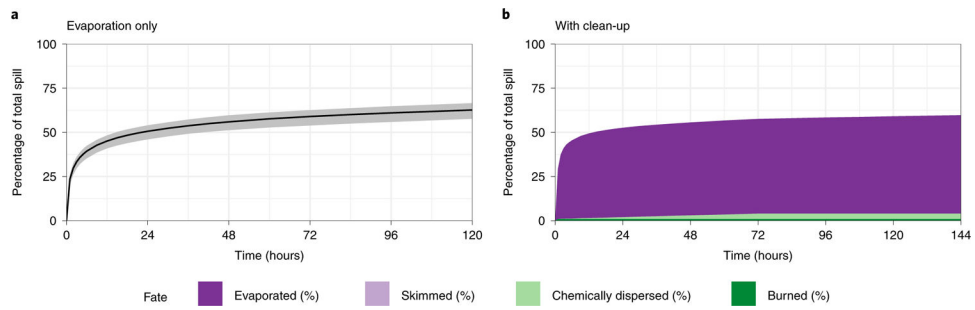 a
Evaporation only
Percentage of total spill
100
75
50
25
0
0 24 48 72 96 120
Time (hours)
b
With clean-up
Percentage of total spill
100
75
50
25
0
0 24 48 72 96 120 144
Time (hours)
Fate Evaporated (%) Skimmed (%) Chemically dispersed (%) Burned (%)